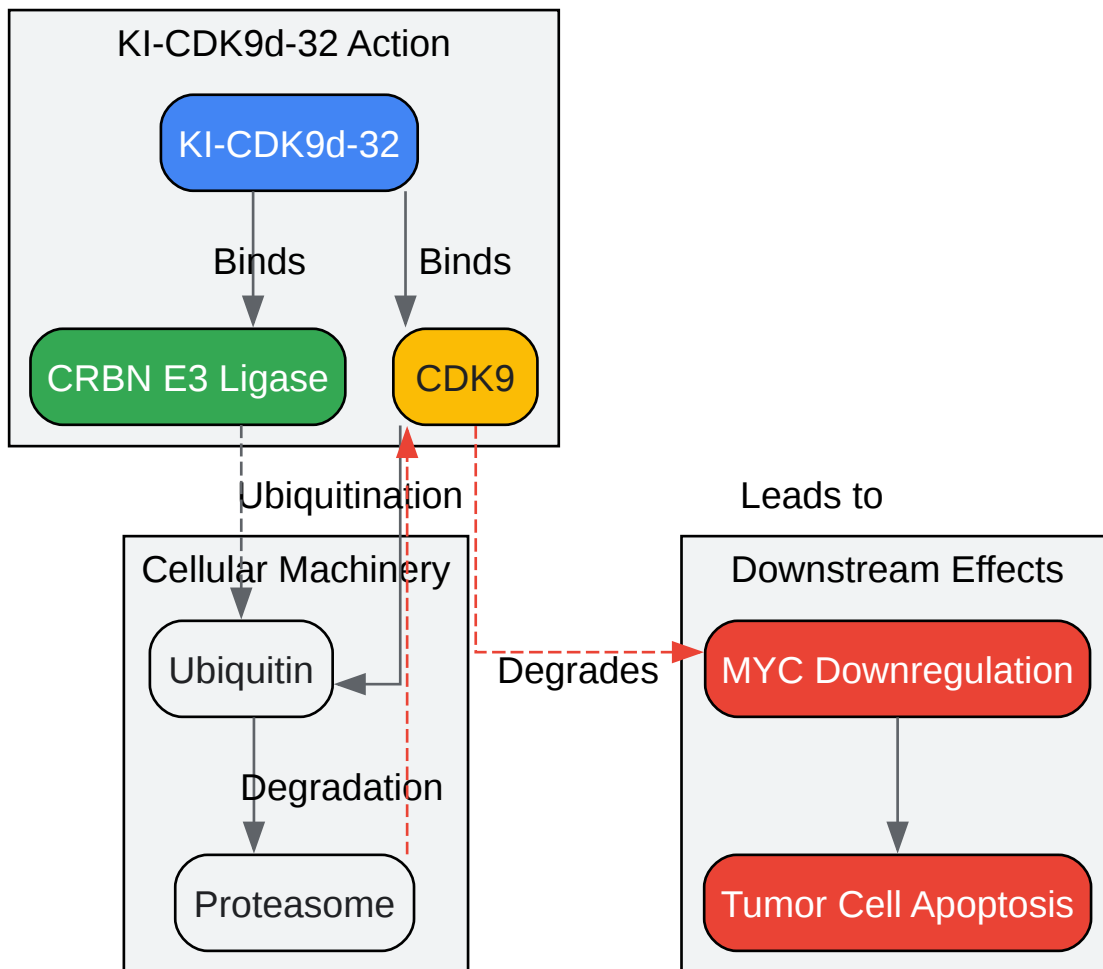 KI-CDK9d-32 Action
KI-CDK9d-32
Binds
Binds
CRBN E3 Ligase
CDK9
Ubiquitination
Leads to
Cellular Machinery
Downstream Effects
Ubiquitin
Degrades
MYC Downregulation
Degradation
Proteasome
Tumor Cell Apoptosis